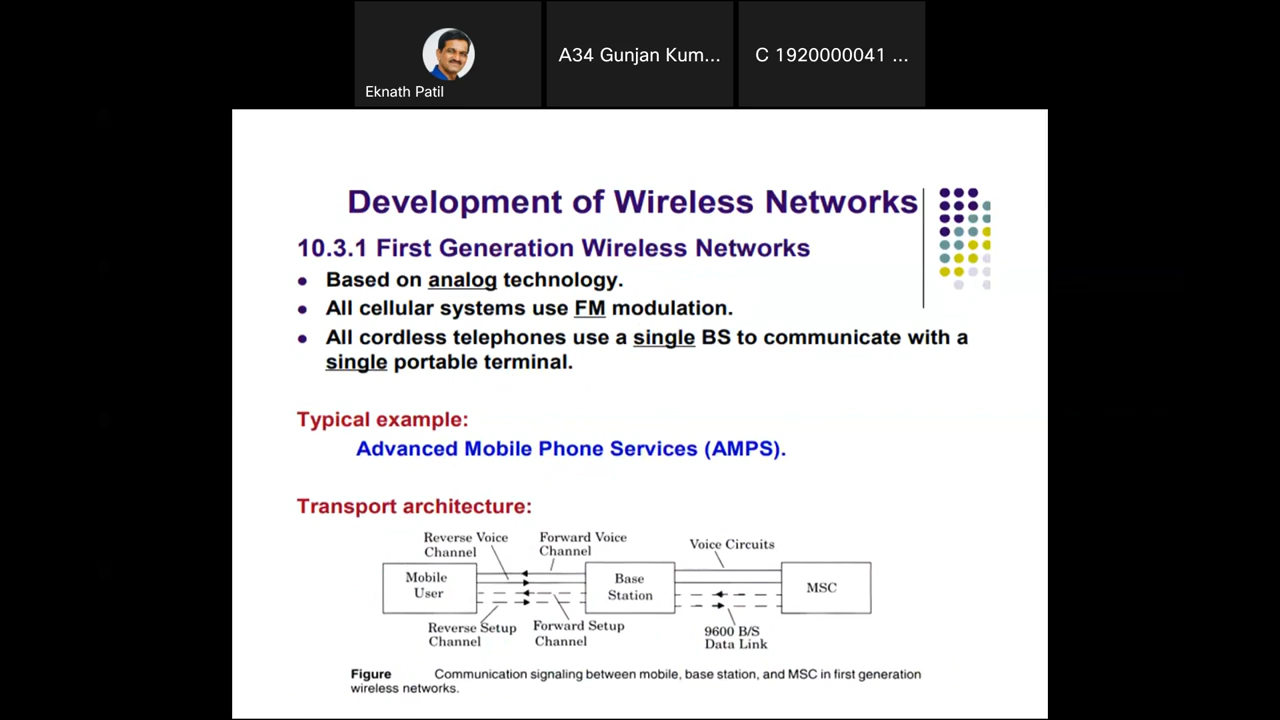 Eknath Patil
A34 Gunjan Kum...
C 1920000041 ...
Development of Wireless Networks
10.3.1 First Generation Wireless Networks
● Based on analog technology.
● All cellular systems use FM modulation.
● All cordless telephones use a single BS to communicate with a
single portable terminal.
Typical example:
Advanced Mobile Phone Services (AMPS).
Transport architecture:
Reverse Voice
Channel
Forward Voice
Channel
Voice Circuits
Mobile
User
Base
Station
MSC
Reverse Setup
Channel
Forward Setup
Channel
9600 B/S
Data Link
Figure Communication signaling between mobile, base station, and MSC in first generation
wireless networks.